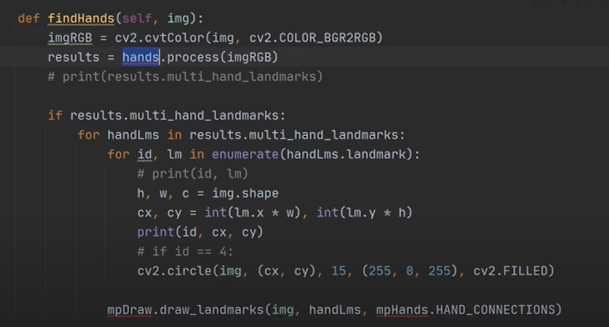 def findHands(self, img):
imgRGB = cv2.cvtColor(img, cv2.COLOR_BGR2RGB)
results = hands.process(imgRGB)
# print(results.multi_hand_landmarks)
if results.multi_hand_landmarks:
for handLms in results.multi_hand_landmarks:
for id, lm in enumerate(handLms.landmark):
# print(id, lm)
h, w, c = img.shape
cx, cy = int(lm.x * w), int(lm.y * h)
print(id, cx, cy)
# if id == 4:
cv2.circle(img, (cx, cy), 15, (255, 0, 255), cv2.FILLED)
mpDraw.draw_landmarks(img, handLms, mpHands.HAND_CONNECTIONS)